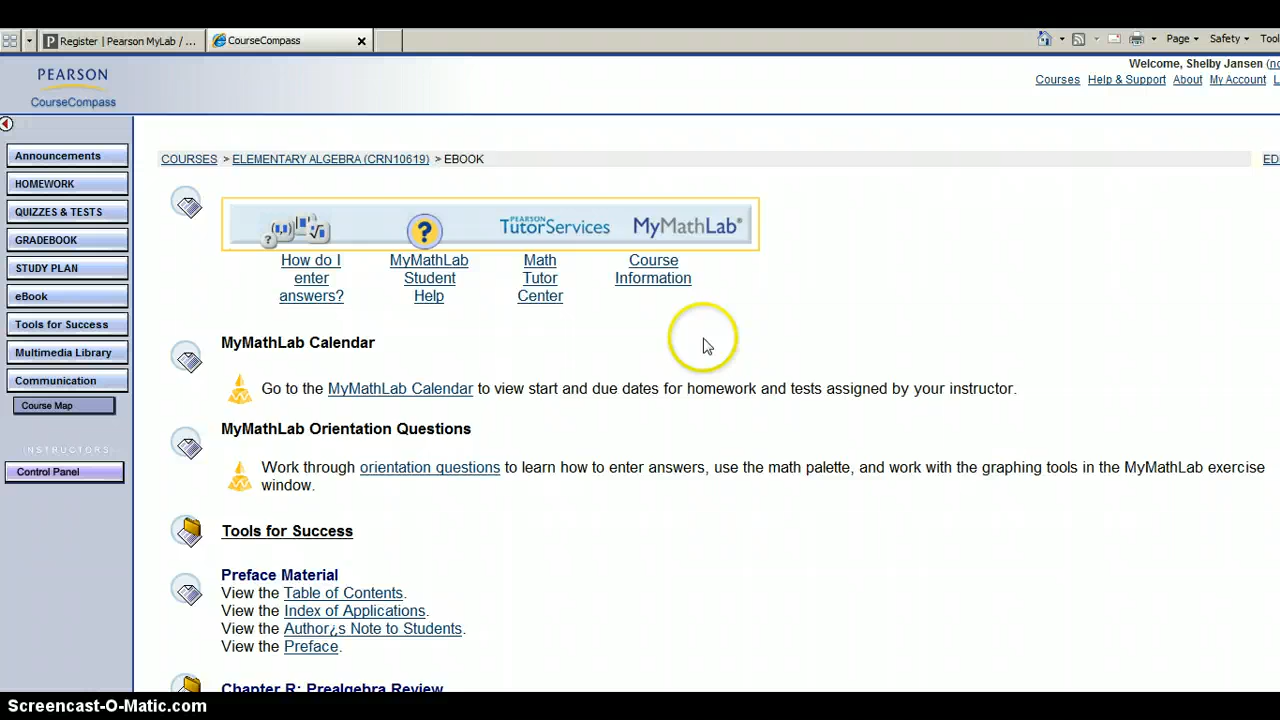 Register | Pearson MyLab / ...
CourseCompass
Page
Safety
Tool
Welcome, Shelby Jansen (no
PEARSON
CourseCompass
Courses Help & Support About My Account L
Announcements
HOMEWORK
QUIZZES & TESTS
GRADEBOOK
STUDY PLAN
eBook
Tools for Success
Multimedia Library
Communication
Course Map
INSTRUCTORS
Control Panel
COURSES > ELEMENTARY ALGEBRA (CRN10619) > EBOOK
ED
PEARSON
TutorServices
MyMathLab®
How do I
enter
answers?
MyMathLab
Student
Help
Math
Tutor
Center
Course
Information
MyMathLab Calendar
Go to the MyMathLab Calendar to view start and due dates for homework and tests assigned by your instructor.
MyMathLab Orientation Questions
Work through orientation questions to learn how to enter answers, use the math palette, and work with the graphing tools in the MyMathLab exercise
window.
Tools for Success
Preface Material
View the Table of Contents.
View the Index of Applications.
View the Author¿s Note to Students.
View the Preface.
Chapter R: Prealgebra Review
Screencast-O-Matic.com